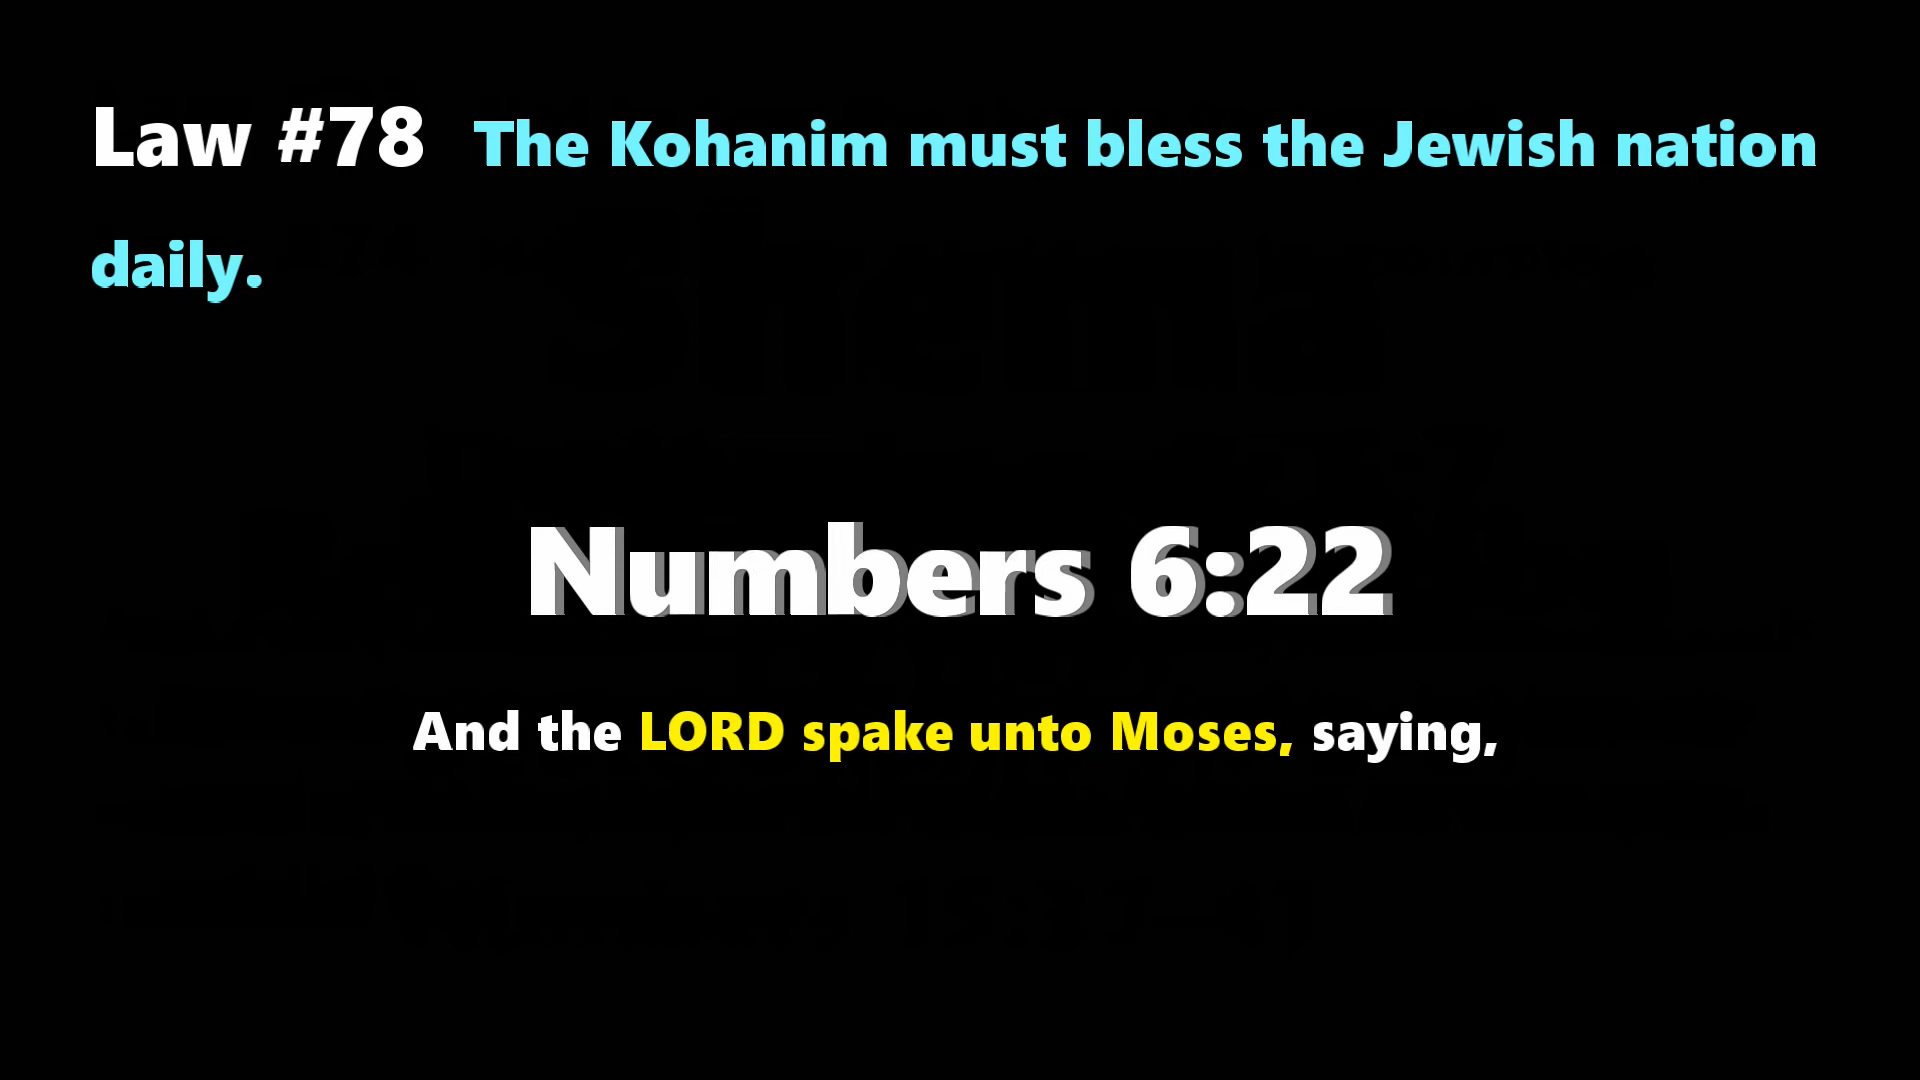 Law #78 The Kohanim must bless the Jewish nation
daily.
Numbers 6:22
And the LORD spake unto Moses, saying,